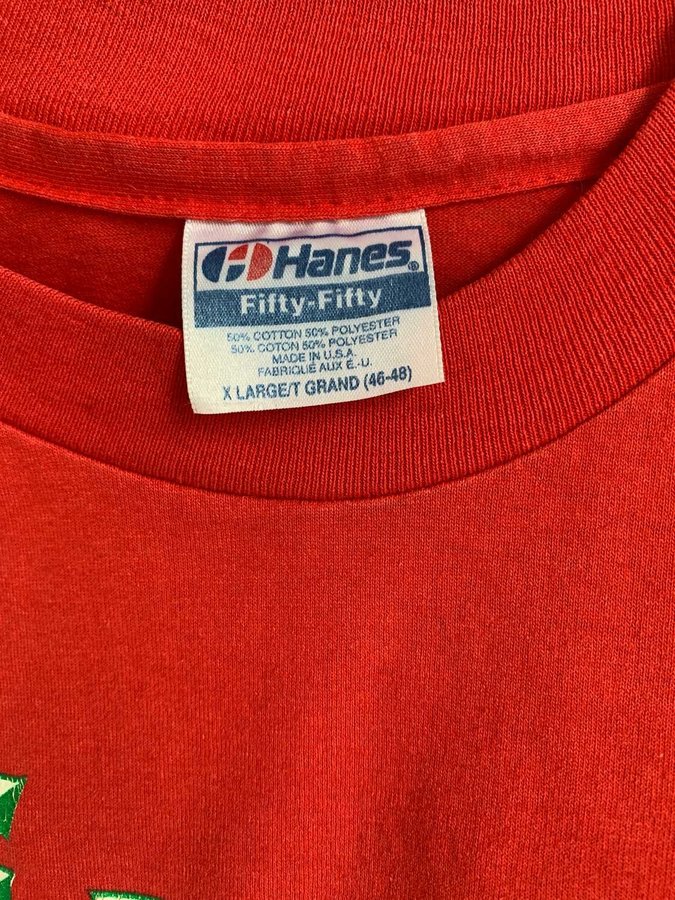 Hanes®
Fifty-Fifty
50% COTTON 50% POLYESTER
50% COTON 50% POLYESTER
MADE IN U.S.A.
FABRIQUÉ AUX É.-U.
X LARGE/T GRAND (46-48)